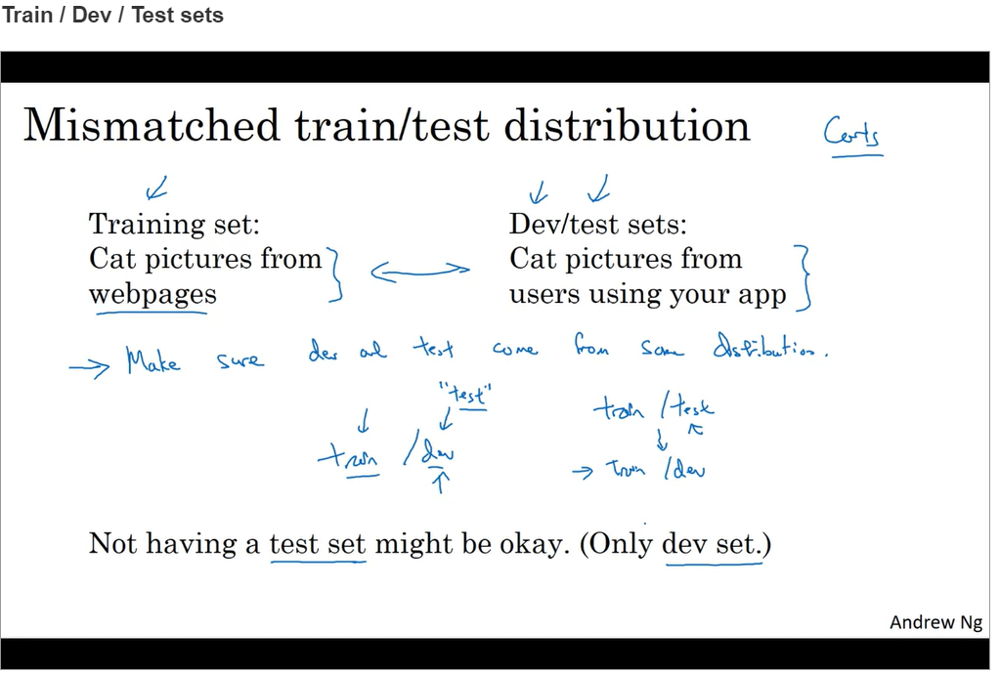 Train / Dev / Test sets
Mismatched train/test distribution
Training set:
Cat pictures from
webpages
Dev/test sets:
Cat pictures from
users using your app
→ Make sure dev and test come from same distribution.
"test"
train / dev
train / test
→ train / dev
Not having a test set might be okay. (Only dev set.)
Andrew Ng